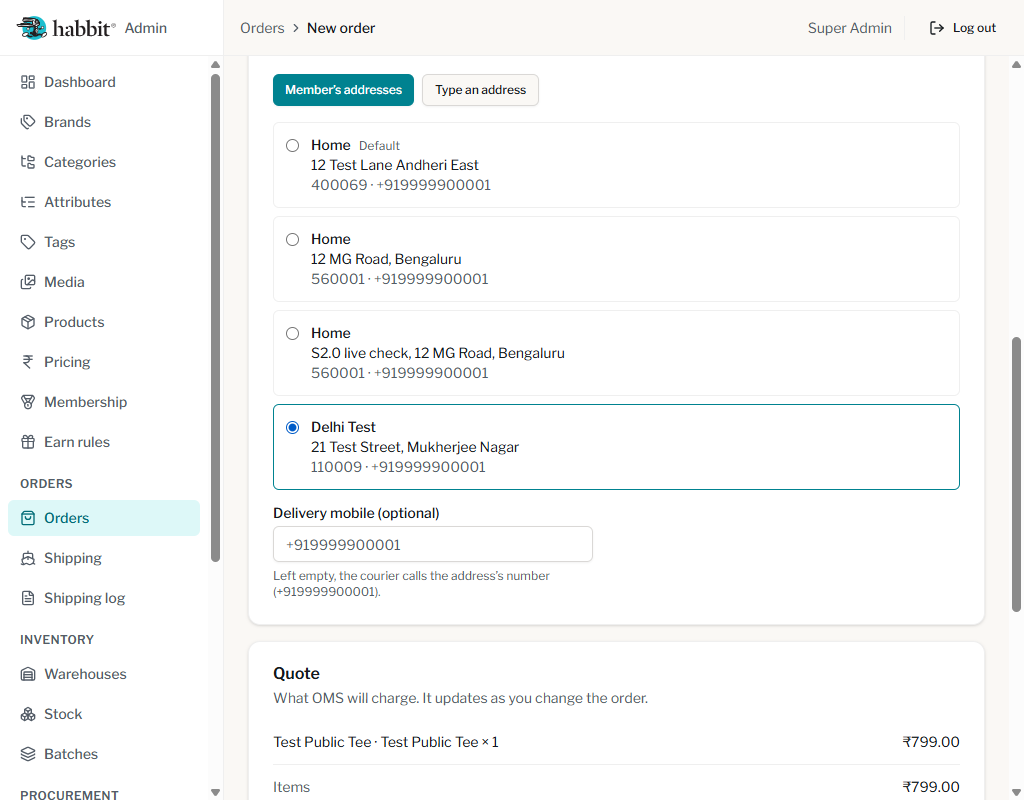 habbit® Admin
Orders > New order
Super Admin
Log out
Dashboard
Brands
Categories
Attributes
Tags
Media
Products
Pricing
Membership
Earn rules
ORDERS
Orders
Shipping
Shipping log
INVENTORY
Warehouses
Stock
Batches
PROCUREMENT
Member's addresses
Type an address
Home Default
12 Test Lane Andheri East
400069 · +919999900001
Home
12 MG Road, Bengaluru
560001 · +919999900001
Home
S2.0 live check, 12 MG Road, Bengaluru
560001 · +919999900001
Delhi Test
21 Test Street, Mukherjee Nagar
110009 · +919999900001
Delivery mobile (optional)
+919999900001
Left empty, the courier calls the address's number
(+919999900001).
Quote
What OMS will charge. It updates as you change the order.
Test Public Tee · Test Public Tee × 1 ₹799.00
Items ₹799.00